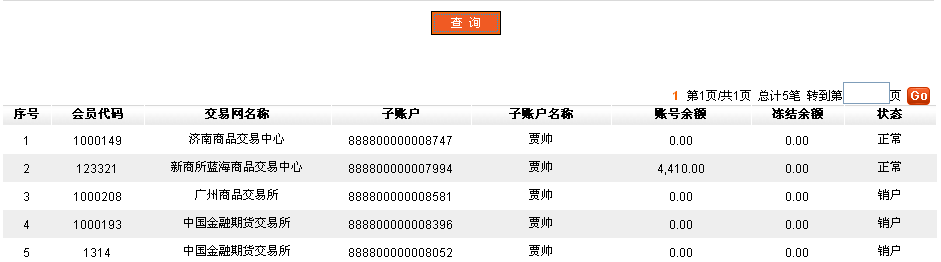 查 询
1 第1页/共1页 总计5笔 转到第 页 Go
序号 会员代码 交易网名称 子账户 子账户名称 账号余额 冻结余额 状态
1 1000149 济南商品交易中心 888800000008747 贾帅 0.00 0.00 正常
2 123321 新商所蓝海商品交易中心 888800000007994 贾帅 4,410.00 0.00 正常
3 1000208 广州商品交易所 888800000008581 贾帅 0.00 0.00 销户
4 1000193 中国金融期货交易所 888800000008396 贾帅 0.00 0.00 销户
5 1314 中国金融期货交易所 888800000008052 贾帅 0.00 0.00 销户